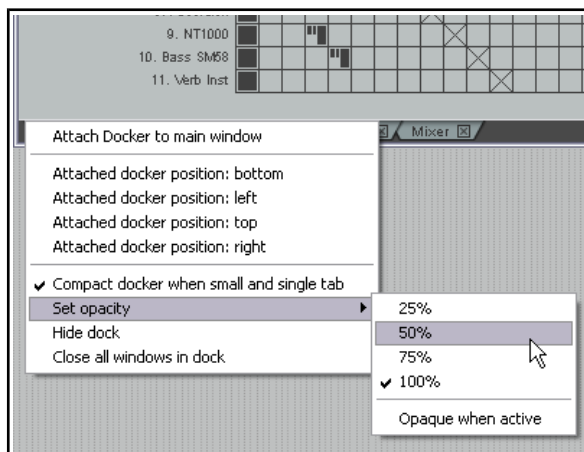 9. NT1000
10. Bass SM58
11. Verb Inst
Mixer
Attach Docker to main window
Attached docker position: bottom
Attached docker position: left
Attached docker position: top
Attached docker position: right
Compact docker when small and single tab
Set opacity
Hide dock
Close all windows in dock
25%
50%
75%
100%
Opaque when active